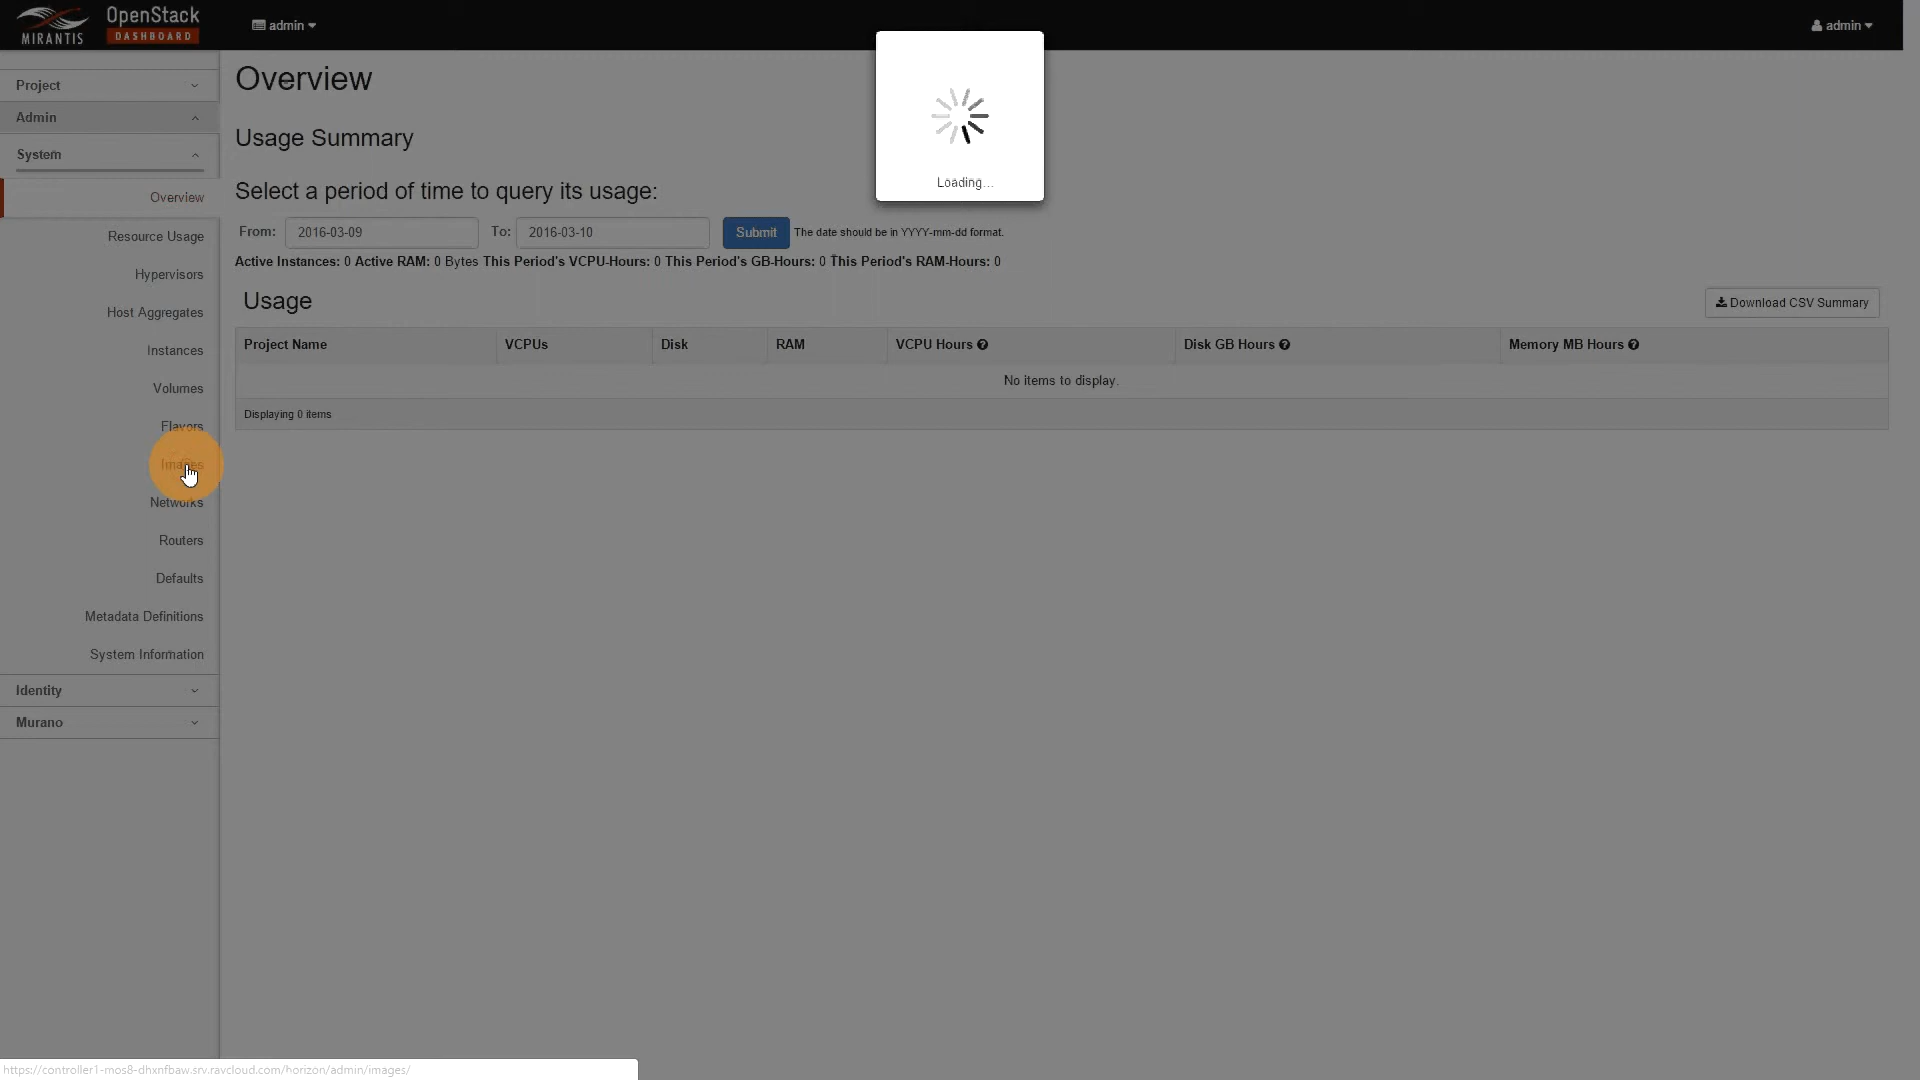 MIRANTIS
OpenStack
DASHBOARD
admin
admin
Project
Admin
System
Overview
Resource Usage
Hypervisors
Host Aggregates
Instances
Volumes
Flavors
Images
Networks
Routers
Defaults
Metadata Definitions
System Information
Identity
Murano
Overview
Usage Summary
Select a period of time to query its usage:
From: 2016-03-09 To: 2016-03-10 Submit The date should be in YYYY-mm-dd format.
Active Instances: 0 Active RAM: 0 Bytes This Period's VCPU-Hours: 0 This Period's GB-Hours: 0 This Period's RAM-Hours: 0
Usage
Download CSV Summary
Project Name VCPUs Disk RAM VCPU Hours Disk GB Hours Memory MB Hours
No items to display.
Displaying 0 items
Loading...
https://controller1-mos8-dhxnfbaw.srv.ravcloud.com/horizon/admin/images/